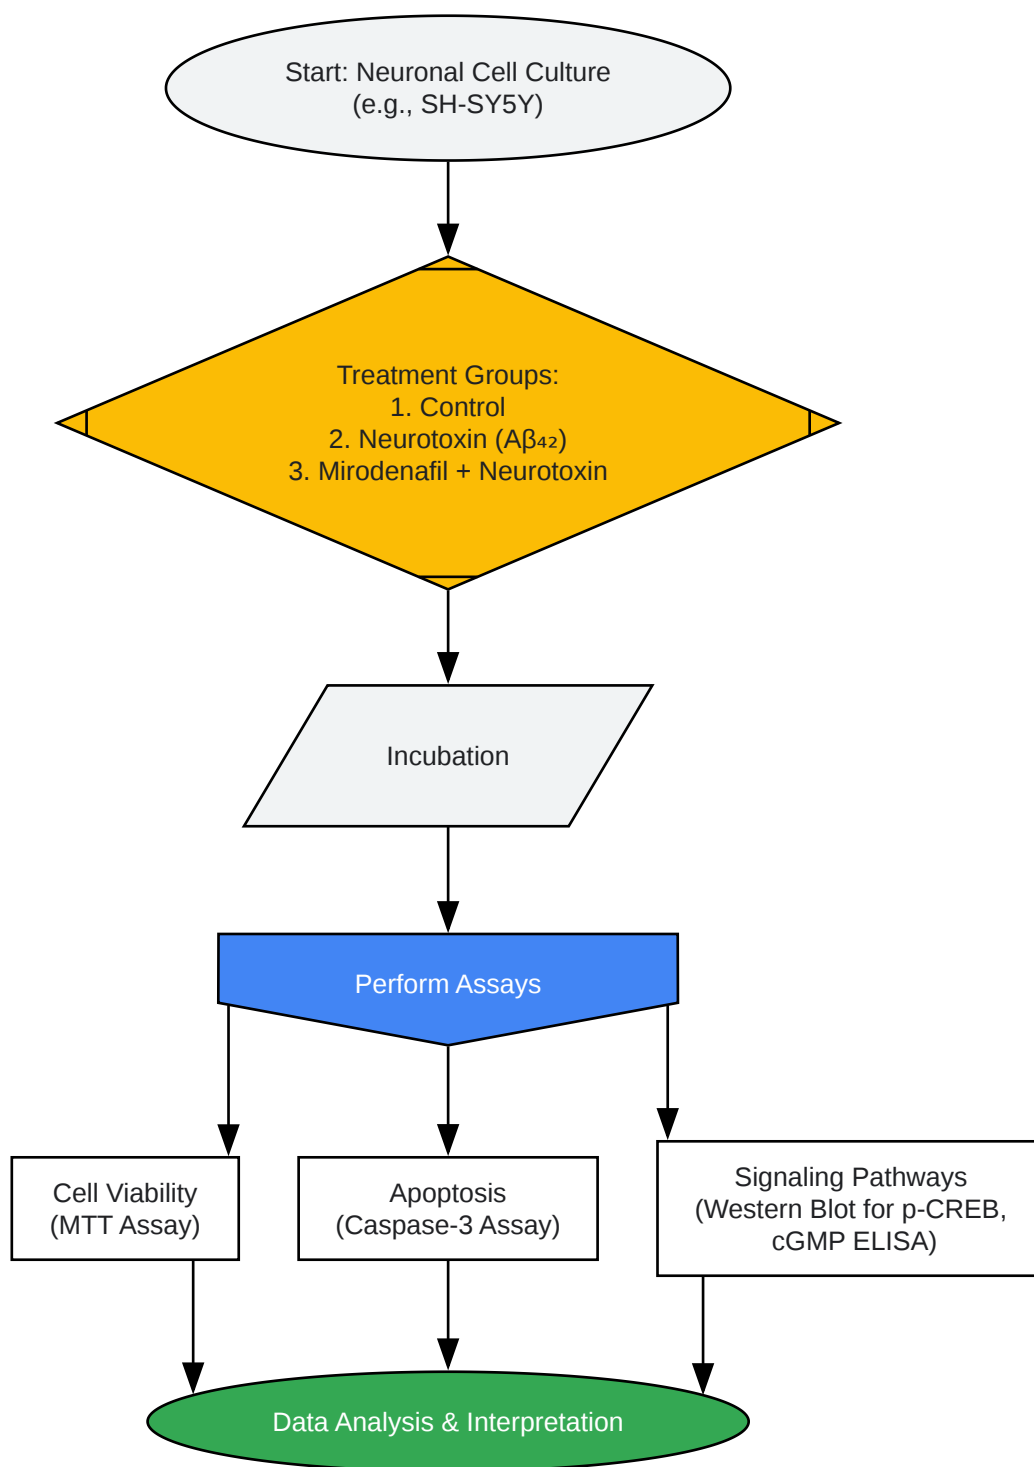 Start: Neuronal Cell Culture
(e.g., SH-SY5Y)
Treatment Groups:
1. Control
2. Neurotoxin (Aβ₄₂)
3. Mirodenafil + Neurotoxin
Incubation
Perform Assays
Cell Viability
(MTT Assay)
Apoptosis
(Caspase-3 Assay)
Signaling Pathways
(Western Blot for p-CREB,
cGMP ELISA)
Data Analysis & Interpretation